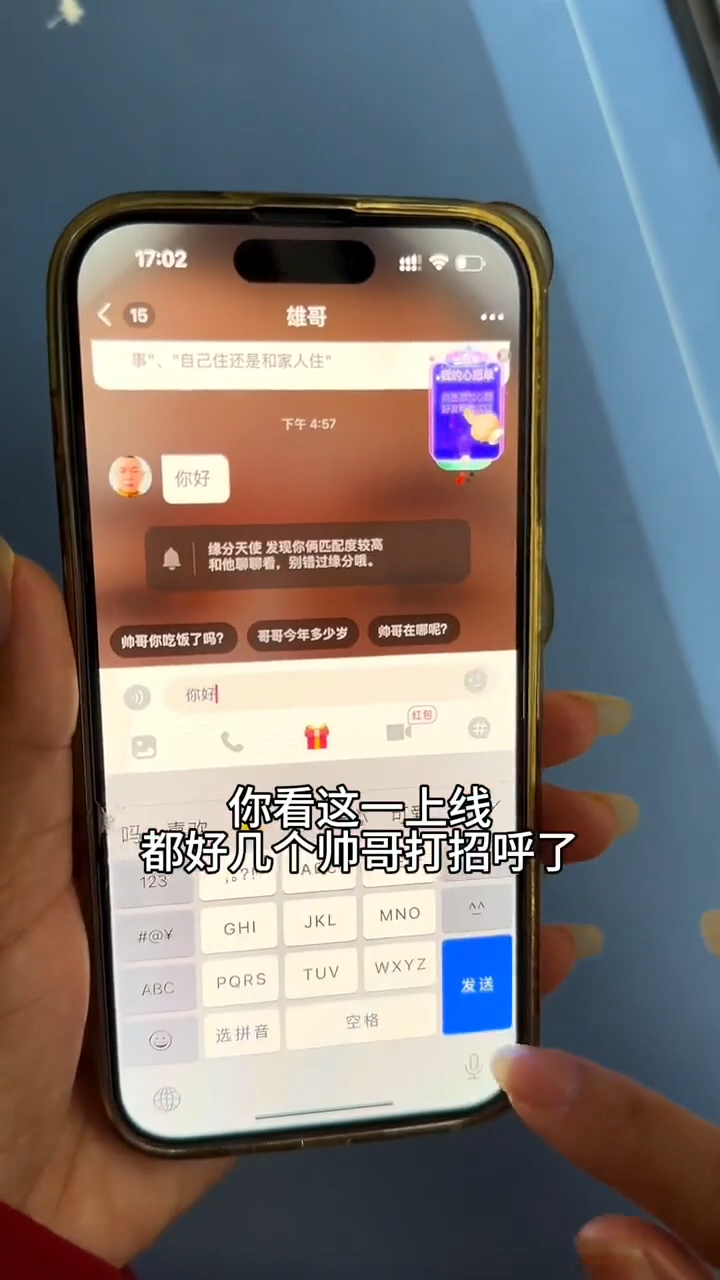 17:02
15
雄哥
事"、"自己住还是和家人住"
我的心愿单
下午 4:57
你好
缘分天使 发现你俩匹配度较高
和他聊聊看，别错过缘分哦。
帅哥你吃饭了吗?
哥哥今年多少岁
帅哥在哪呢?
你好
红包
你看这一上线
都好几个帅哥打招呼了
吗
喜欢
123
,。?!
ABC
#@¥
GHI
JKL
MNO
^^
ABC
PQRS
TUV
WXYZ
发送
选拼音
空格